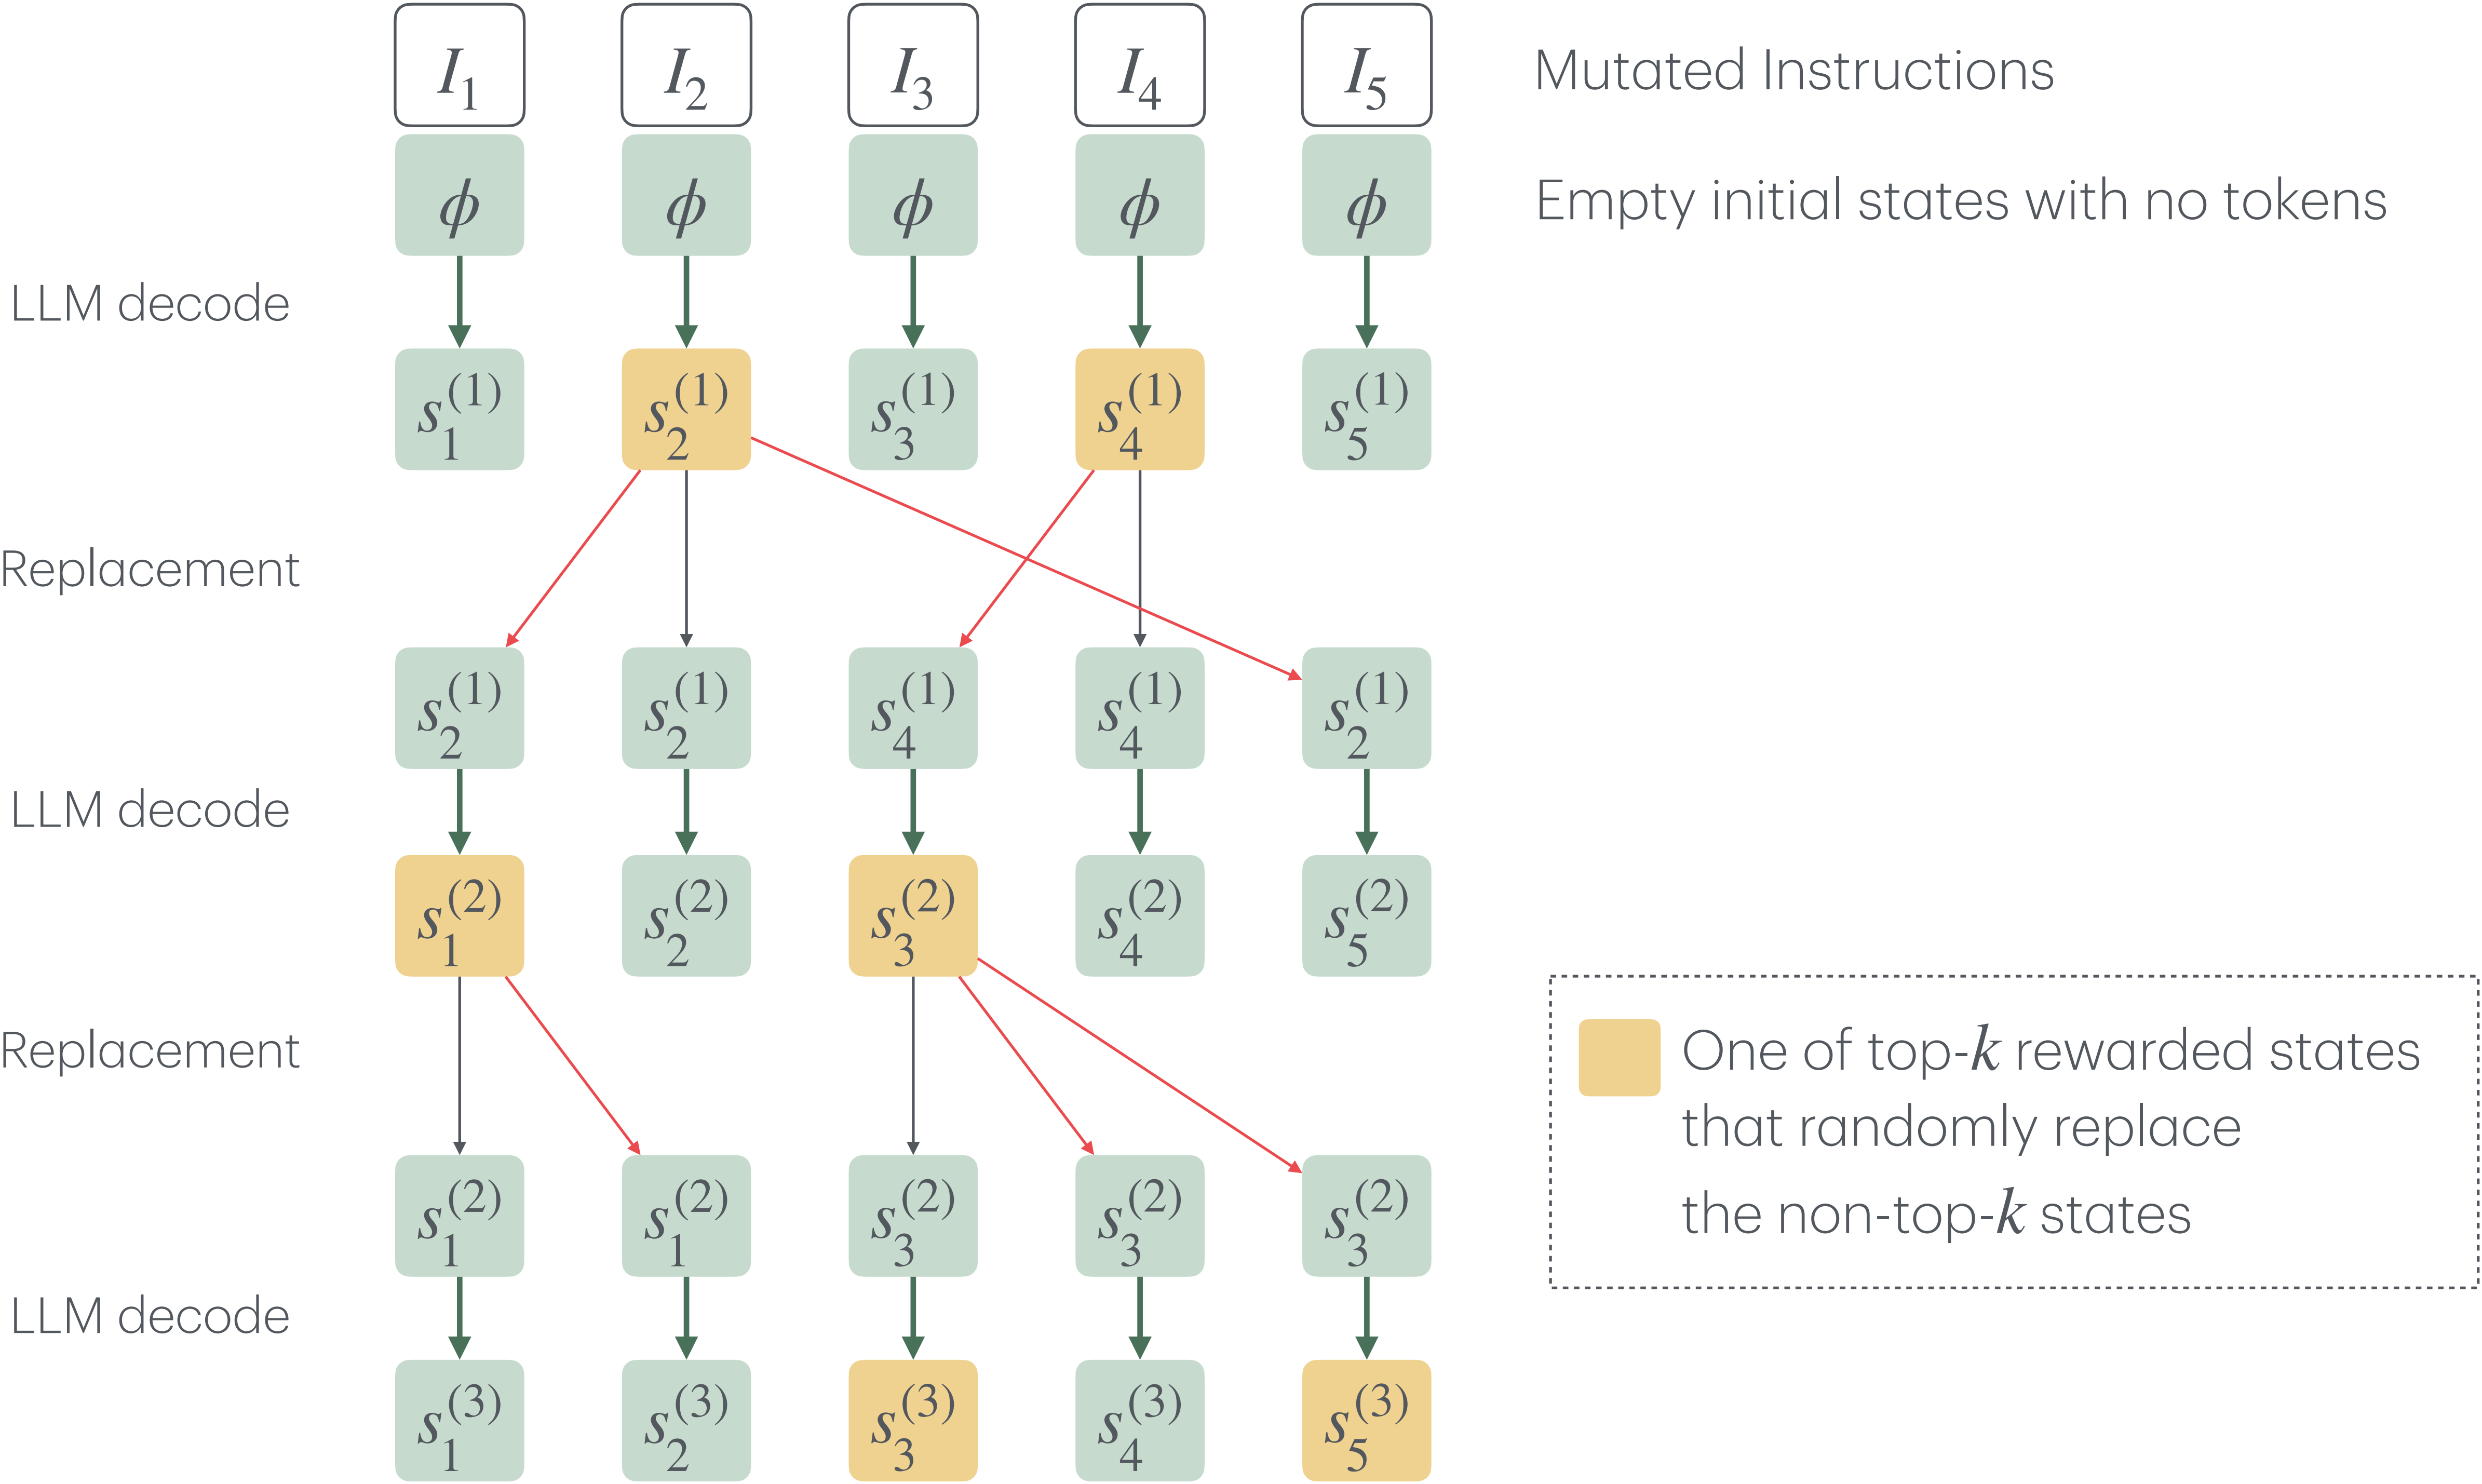 I₁ I₂ I₃ I₄ I₅ Mutated Instructions
ϕ ϕ ϕ ϕ ϕ Empty initial states with no tokens
LLM decode
s₁⁽¹⁾ s₂⁽¹⁾ s₃⁽¹⁾ s₄⁽¹⁾ s₅⁽¹⁾
Replacement
s₂⁽¹⁾ s₂⁽¹⁾ s₄⁽¹⁾ s₄⁽¹⁾ s₂⁽¹⁾
LLM decode
s₁⁽²⁾ s₂⁽²⁾ s₃⁽²⁾ s₄⁽²⁾ s₅⁽²⁾
Replacement
s₁⁽²⁾ s₁⁽²⁾ s₃⁽²⁾ s₃⁽²⁾ s₃⁽²⁾
LLM decode
s₁⁽³⁾ s₂⁽³⁾ s₃⁽³⁾ s₄⁽³⁾ s₅⁽³⁾
One of top-k rewarded states
that randomly replace
the non-top-k states